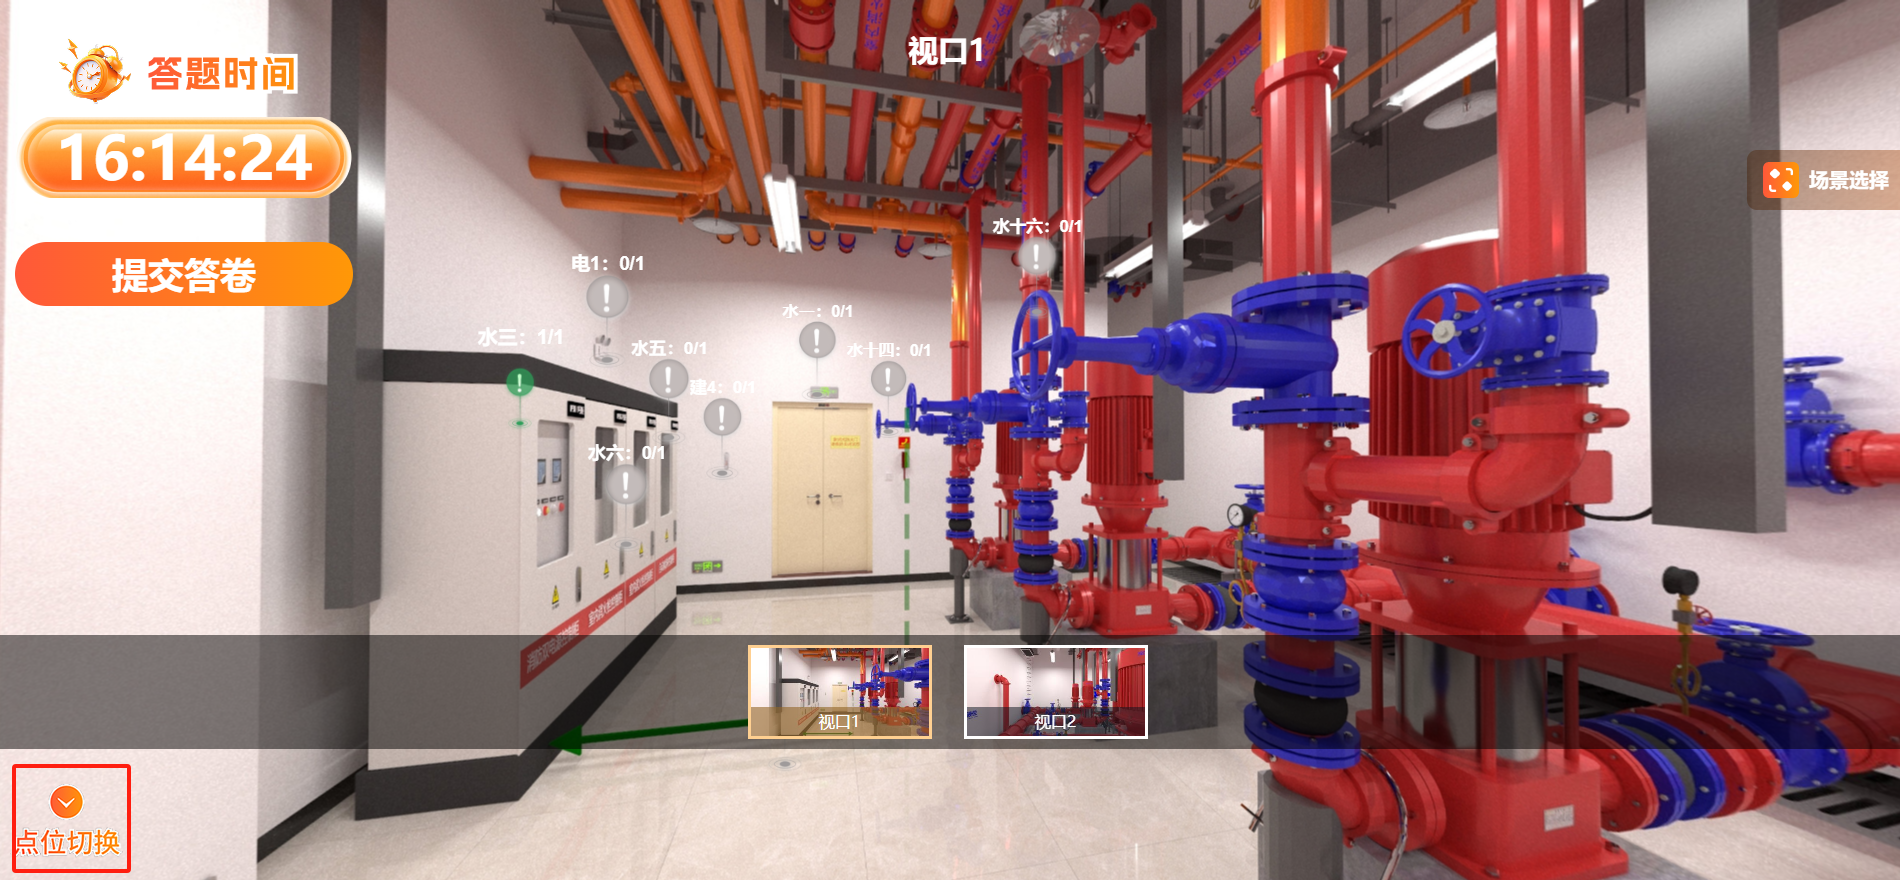 答题时间
16:14:24
提交答卷
视口1
场景选择
水十六：0/1
电1：0/1
水一：0/1
水三：1/1
水五：0/1
水十四：0/1
建4：0/1
水六：0/1
视口1
视口2
点位切换